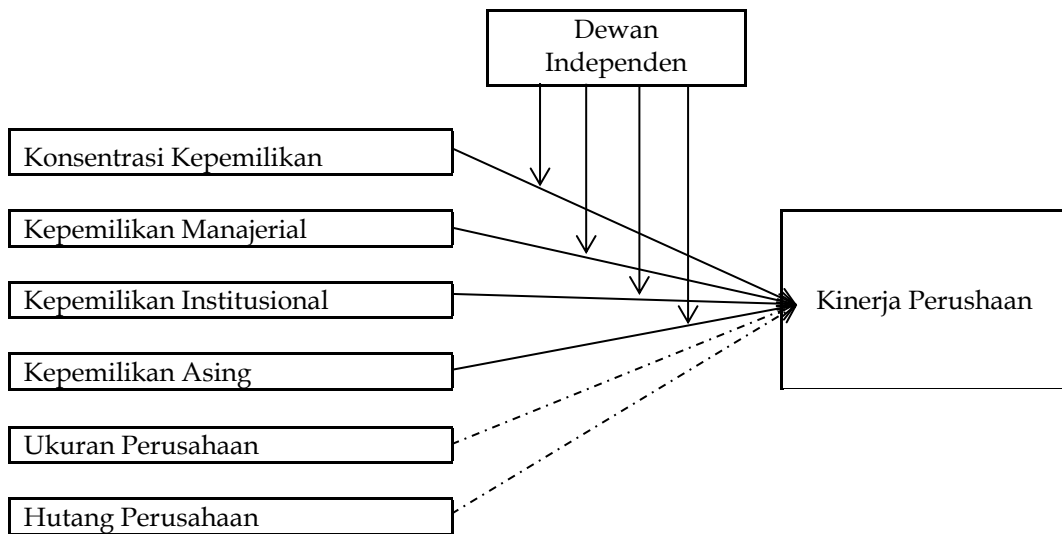 Dewan
Independen
Konsentrasi Kepemilikan
Kepemilikan Manajerial
Kepemilikan Institusional
Kinerja Perushaan
Kepemilikan Asing
Ukuran Perusahaan
Hutang Perusahaan